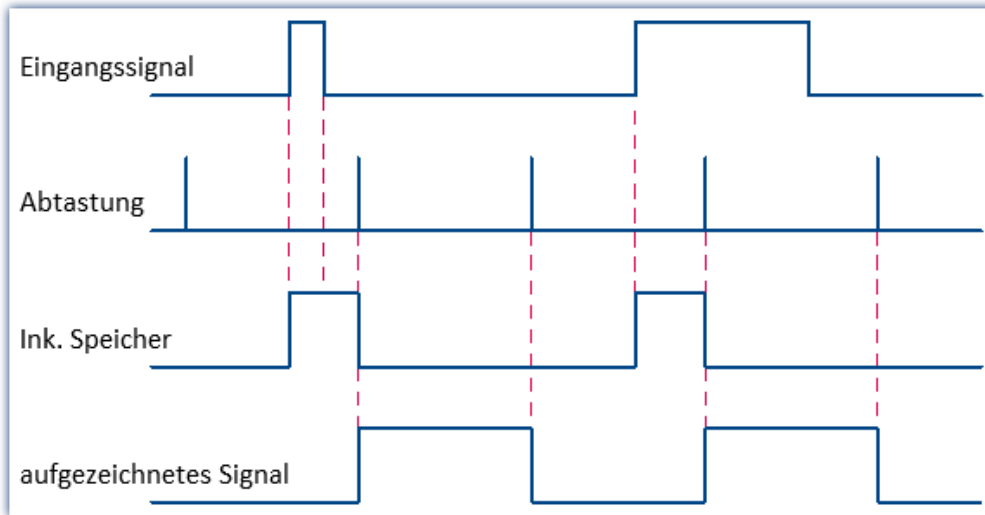 Eingangssignal
Abtastung
Ink. Speicher
aufgezeichnetes Signal